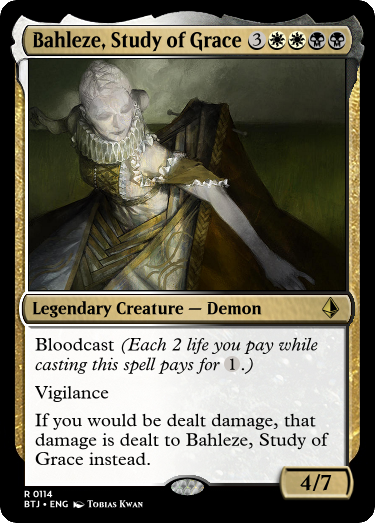 Bahleze, Study of Grace 3
Legendary Creature — Demon
Bloodcast (Each 2 life you pay while
casting this spell pays for 1.)
Vigilance
If you would be dealt damage, that
damage is dealt to Bahleze, Study of
Grace instead.
4/7
R 0114
BTJ • ENG Tobias Kwan